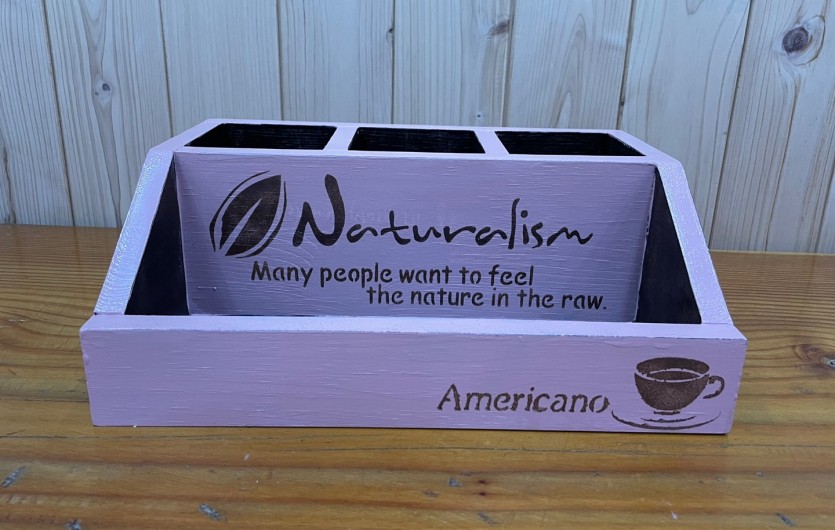 Naturalism
Many people want to feel
the nature in the raw.
Americano